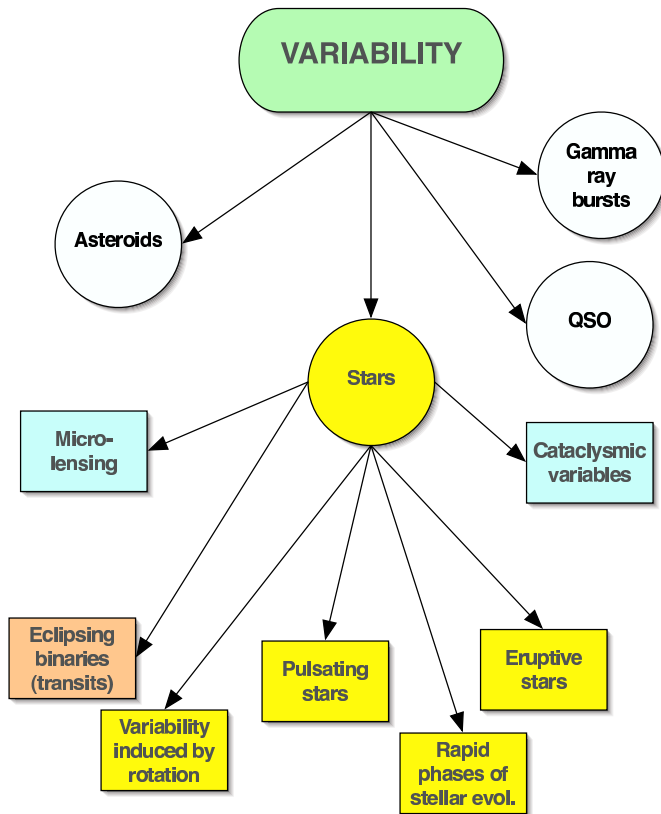 VARIABILITY
Gamma
ray
bursts
Asteroids
QSO
Stars
Micro-
lensing
Cataclysmic
variables
Eclipsing
binaries
(transits)
Pulsating
stars
Eruptive
stars
Variability
induced by
rotation
Rapid
phases of
stellar evol.